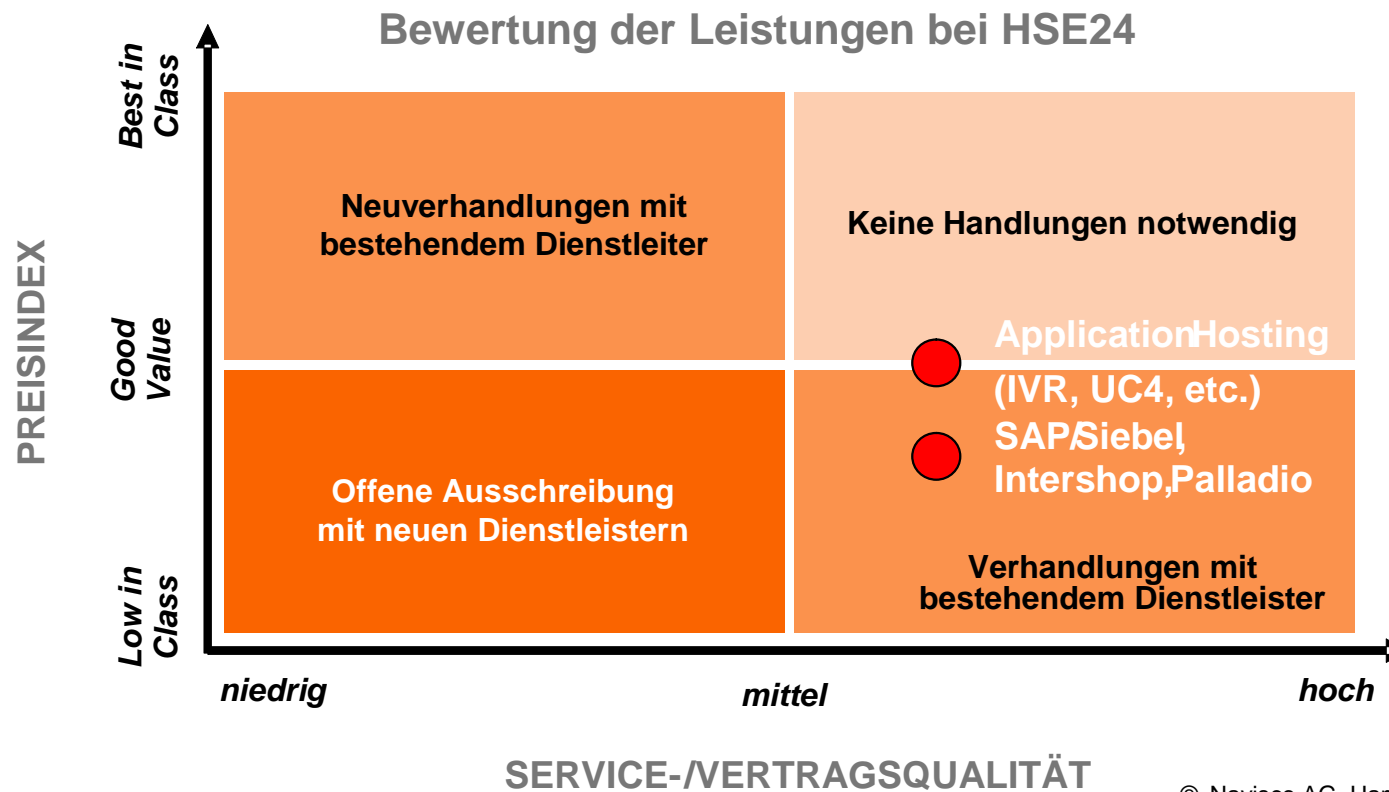 Bewertung der Leistungen bei HSE24
Best in
Class
Neuverhandlungen mit
bestehendem Dienstleiter
Keine Handlungen notwendig
PREISINDEX
Good
Value
ApplicationHosting
(IVR, UC4, etc.)
SAP/Siebel,
Intershop,Palladio
Offene Ausschreibung
mit neuen Dienstleistern
Verhandlungen mit
bestehendem Dienstleister
Low in
Class
niedrig
mittel
hoch
SERVICE-/VERTRAGSQUALITÄT